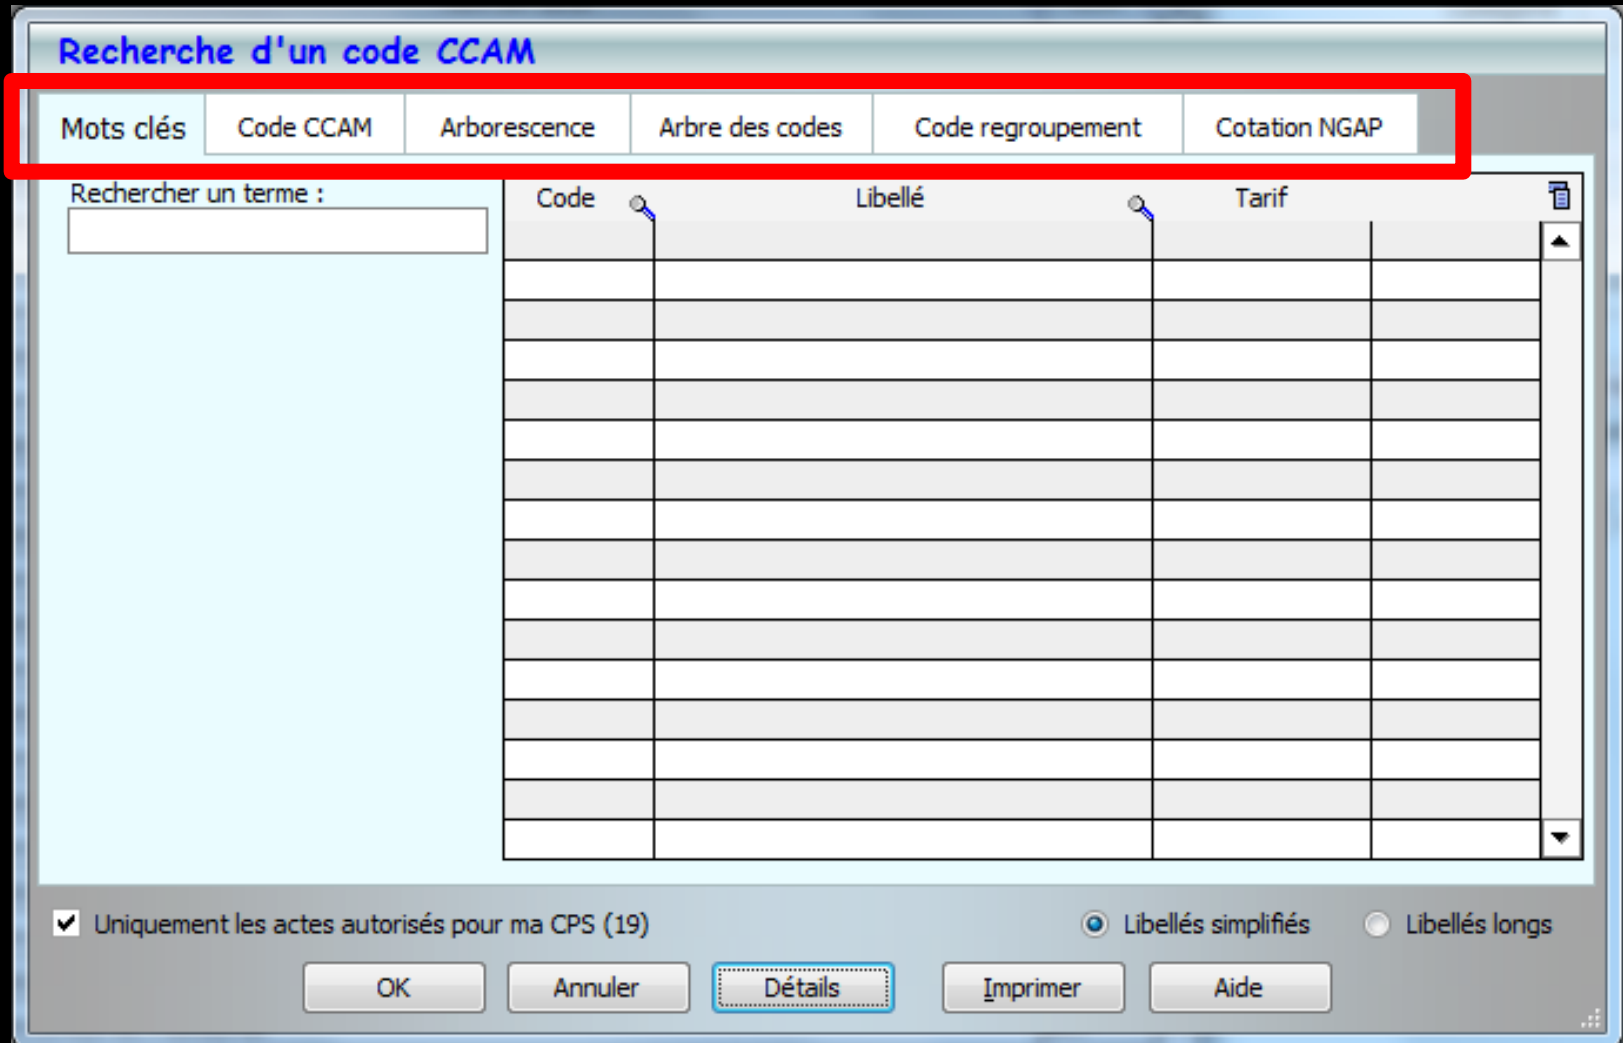 Recherche d'un code CCAM
Mots clés Code CCAM Arborescence Arbre des codes Code regroupement Cotation NGAP
Rechercher un terme :
Code Libellé Tarif
Uniquement les actes autorisés pour ma CPS (19) Libellés simplifiés Libellés longs
OK Annuler Détails Imprimer Aide